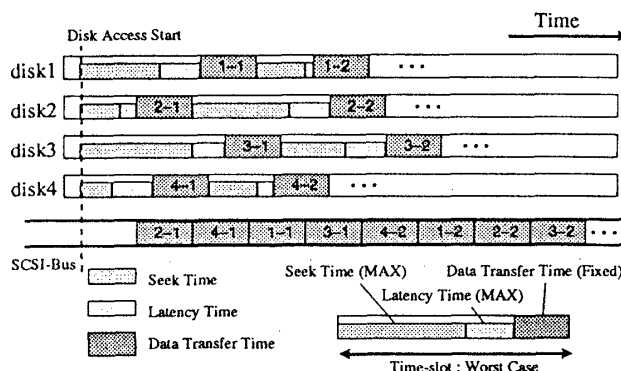 Time
Disk Access Start
disk1 1-1 1-2 ···
disk2 2-1 2-2 ···
disk3 3-1 3-2 ···
disk4 4-1 4-2 ···
2-1 4-1 1-1 3-1 4-2 1-2 2-2 3-2 ···
SCSI-Bus
Seek Time
Latency Time
Data Transfer Time
Seek Time (MAX)
Data Transfer Time (Fixed)
Latency Time (MAX)
Time-slot : Worst Case